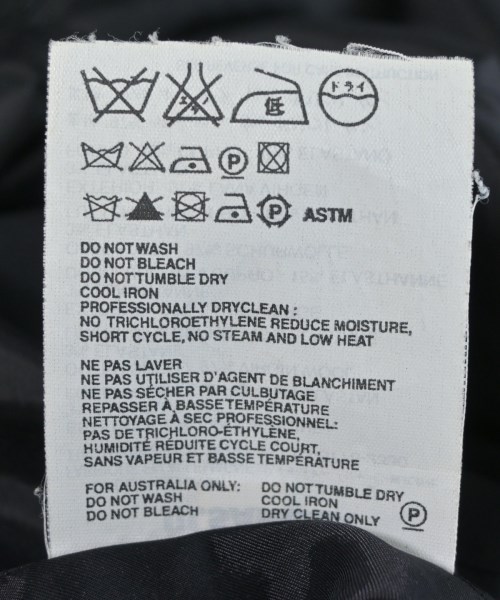 エンソ
低
ドライ
P
P ASTM
DO NOT WASH
DO NOT BLEACH
DO NOT TUMBLE DRY
COOL IRON
PROFESSIONALLY DRYCLEAN :
NO TRICHLOROETHYLENE REDUCE MOISTURE,
SHORT CYCLE, NO STEAM AND LOW HEAT
NE PAS LAVER
NE PAS UTILISER D'AGENT DE BLANCHIMENT
NE PAS SÉCHER PAR CULBUTAGE
REPASSER À BASSE TEMPÉRATURE
NETTOYAGE À SEC PROFESSIONNEL:
PAS DE TRICHLORO-ÉTHYLÈNE,
HUMIDITÉ RÉDUITE CYCLE COURT,
SANS VAPEUR ET BASSE TEMPÉRATURE
FOR AUSTRALIA ONLY: DO NOT TUMBLE DRY
DO NOT WASH COOL IRON
DO NOT BLEACH DRY CLEAN ONLY P